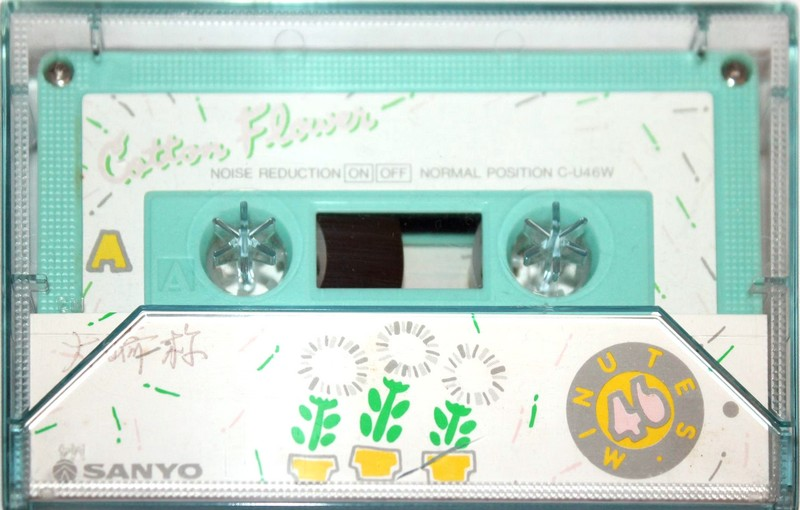 Cotton Flower
NOISE REDUCTION ON OFF NORMAL POSITION C-U46W
A
A
MINUTES
46
SANYO